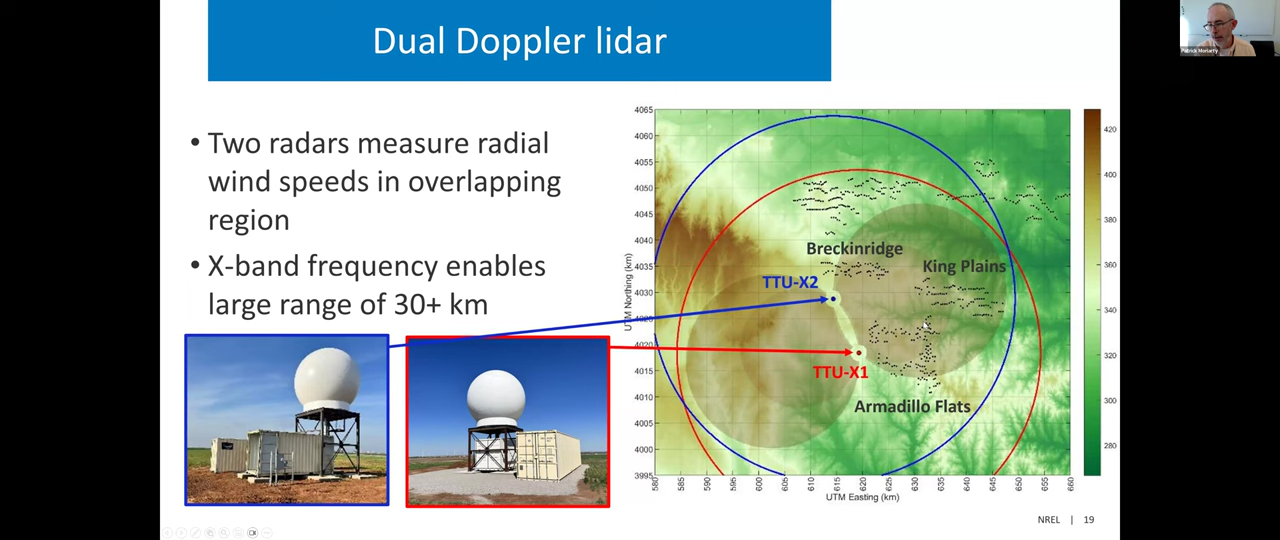 Dual Doppler lidar
Patrick Moriarty
• Two radars measure radial
wind speeds in overlapping
region
• X-band frequency enables
large range of 30+ km
4065
4060
4055
4050
4045
4040
4035
4030
4025
4020
4015
4010
4005
4000
3995
UTM Northing (km)
Breckinridge
King Plains
TTU-X2
TTU-X1
Armadillo Flats
580
585
590
595
600
605
610
615
620
625
630
635
640
645
650
655
660
UTM Easting (km)
420
400
380
360
340
320
300
280
NREL | 19